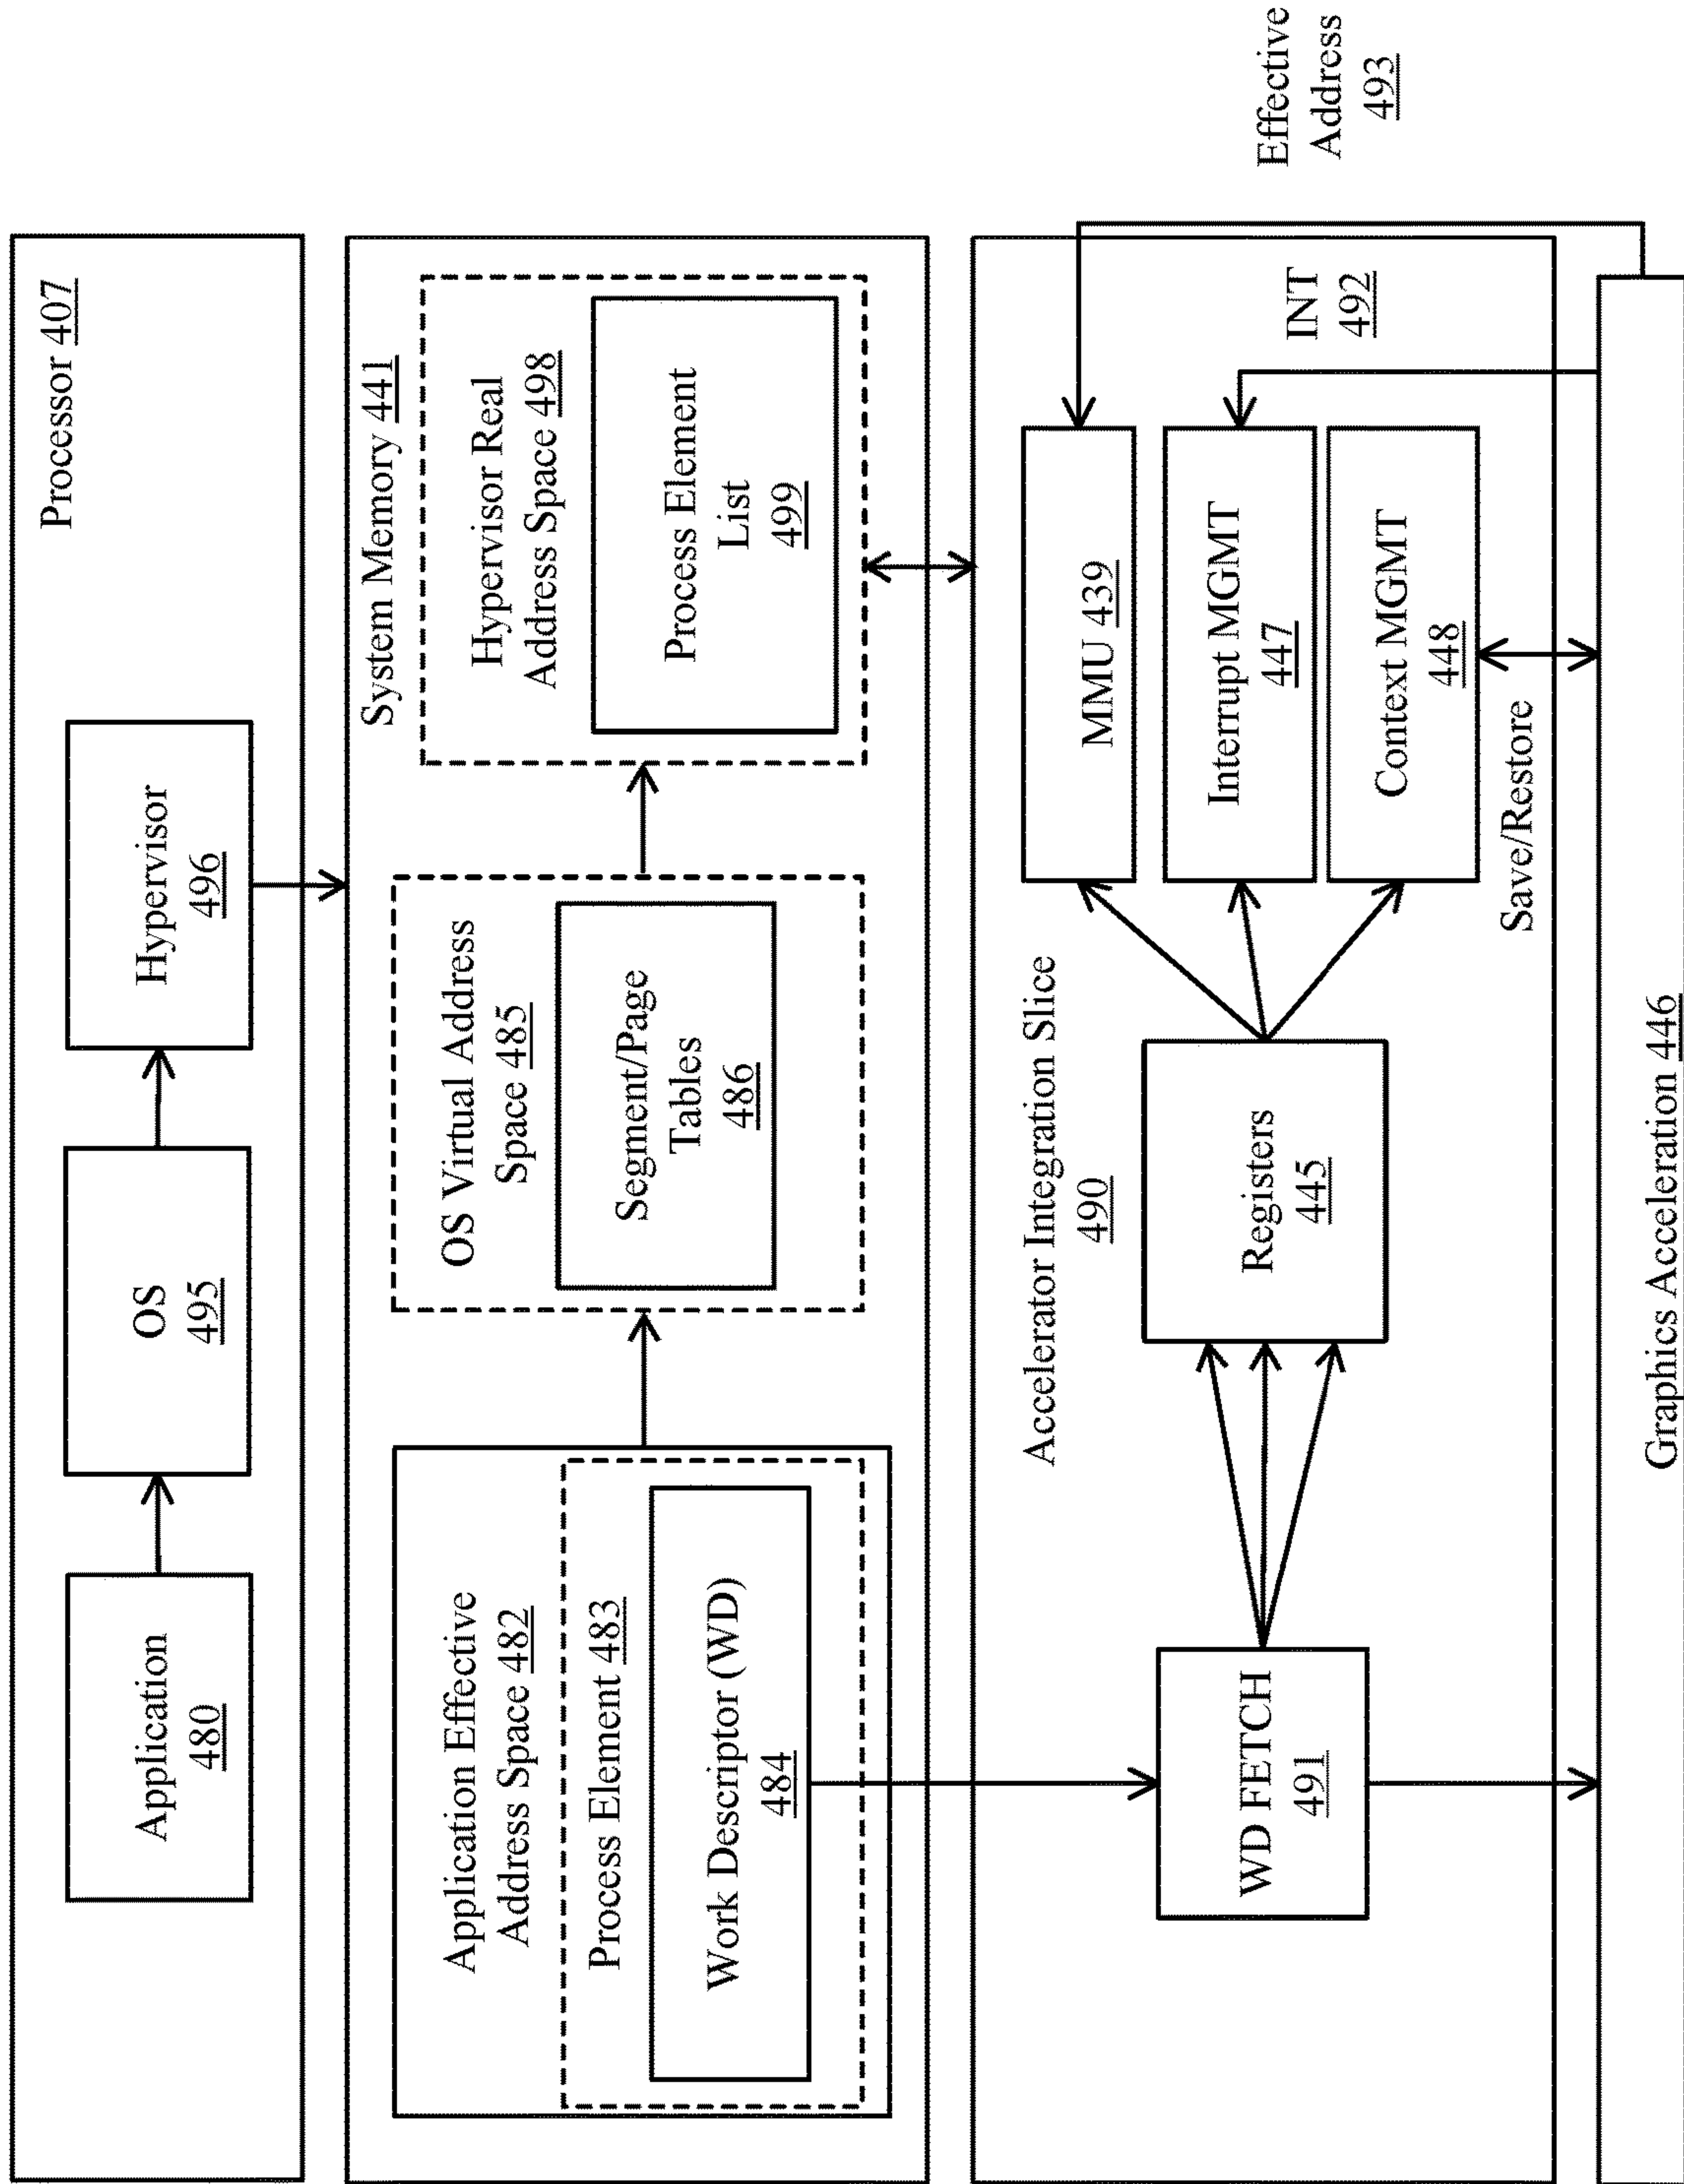 Processor 407
Application
480
OS
495
Hypervisor
496
System Memory 441
Application Effective
Address Space 482
Process Element 483
Work Descriptor (WD)
484
OS Virtual Address
Space 485
Segment/Page
Tables
486
Hypervisor Real
Address Space 498
Process Element
List
499
Accelerator Integration Slice
490
WD FETCH
491
Registers
445
MMU 439
Interrupt MGMT
447
Context MGMT
448
INT
492
Save/Restore
Effective
Address
493
Graphics Acceleration 446